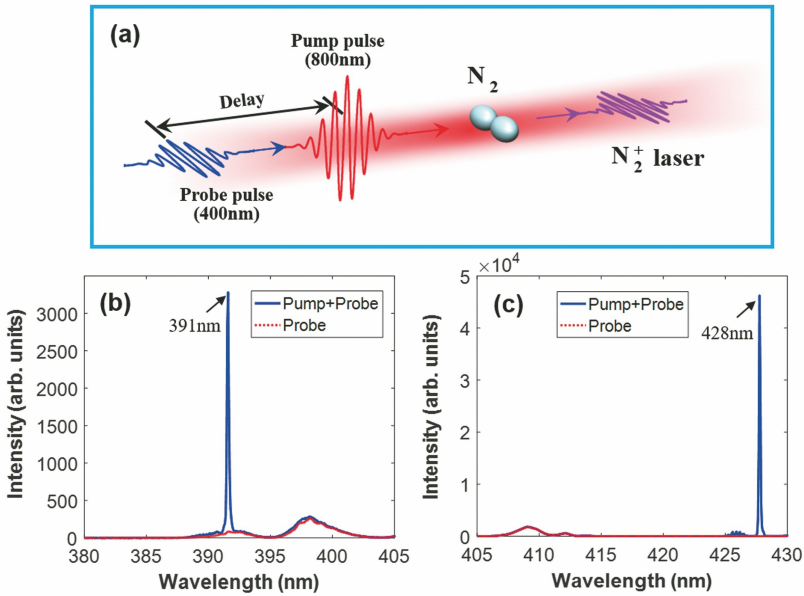 (a)
Pump pulse
(800nm)
N2
Delay
N2+ laser
Probe pulse
(400nm)
×10^4
(b)
Pump+Probe
Probe
391nm
3000
2500
2000
1500
1000
500
0
380
385
390
395
400
405
Intensity (arb. units)
Wavelength (nm)
(c)
Pump+Probe
Probe
428nm
5
4
3
2
1
0
405
410
415
420
425
430
Intensity (arb. units)
Wavelength (nm)